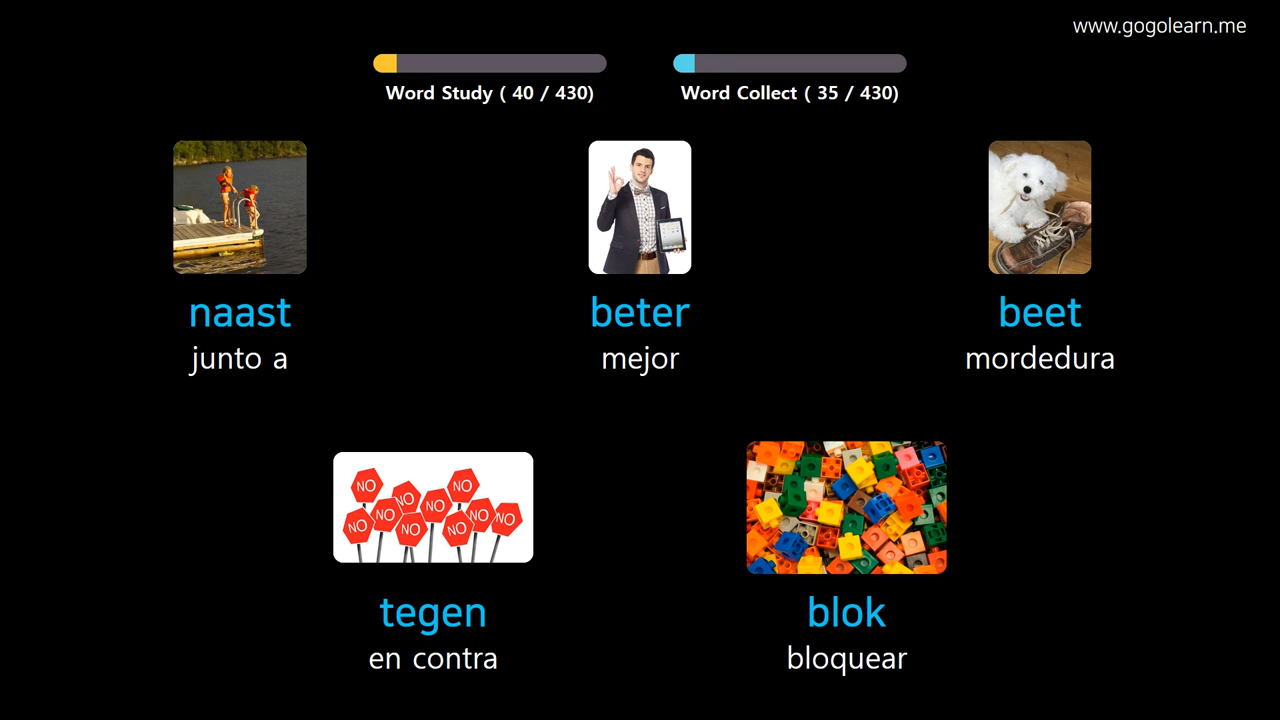 www.gogolearn.me
Word Study ( 40 / 430)
Word Collect ( 35 / 430)
naast
junto a
beter
mejor
beet
mordedura
NO
NO
NO
NO
NO
NO
NO
NO
NO
tegen
en contra
blok
bloquear